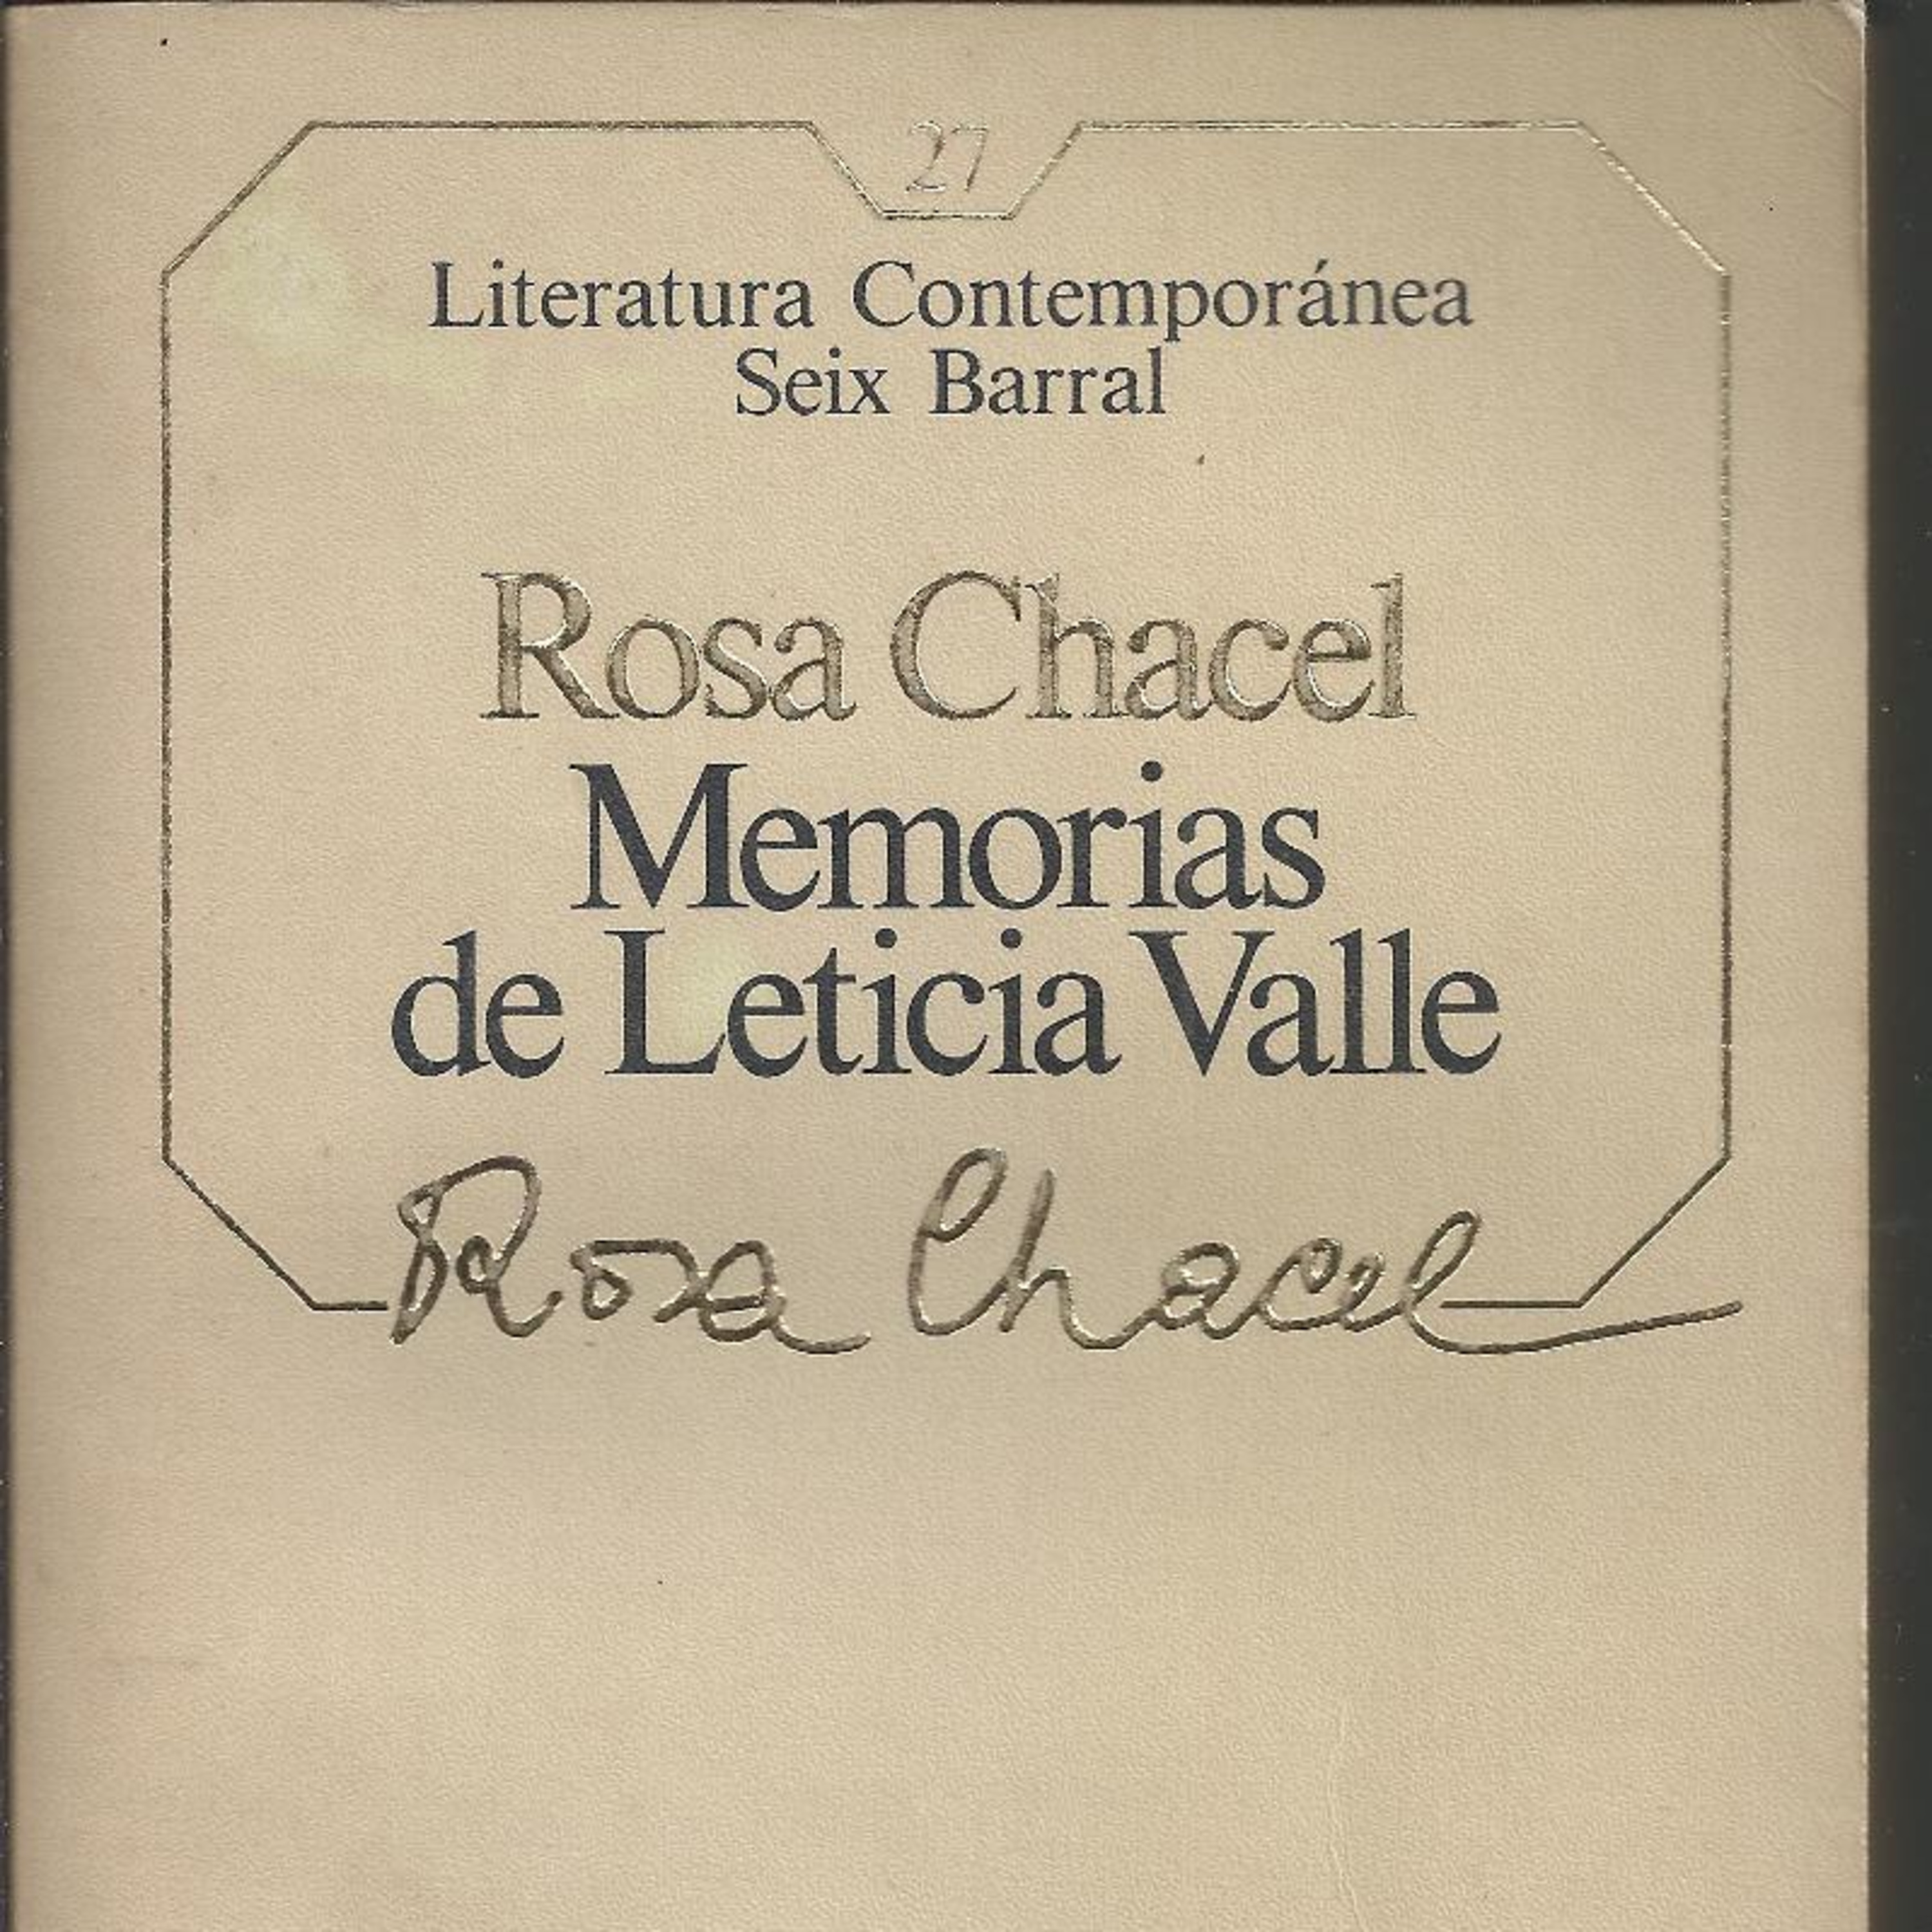 27
Literatura Contemporánea
Seix Barral
Rosa Chacel
Memorias
de Leticia Valle
Rosa Chacel